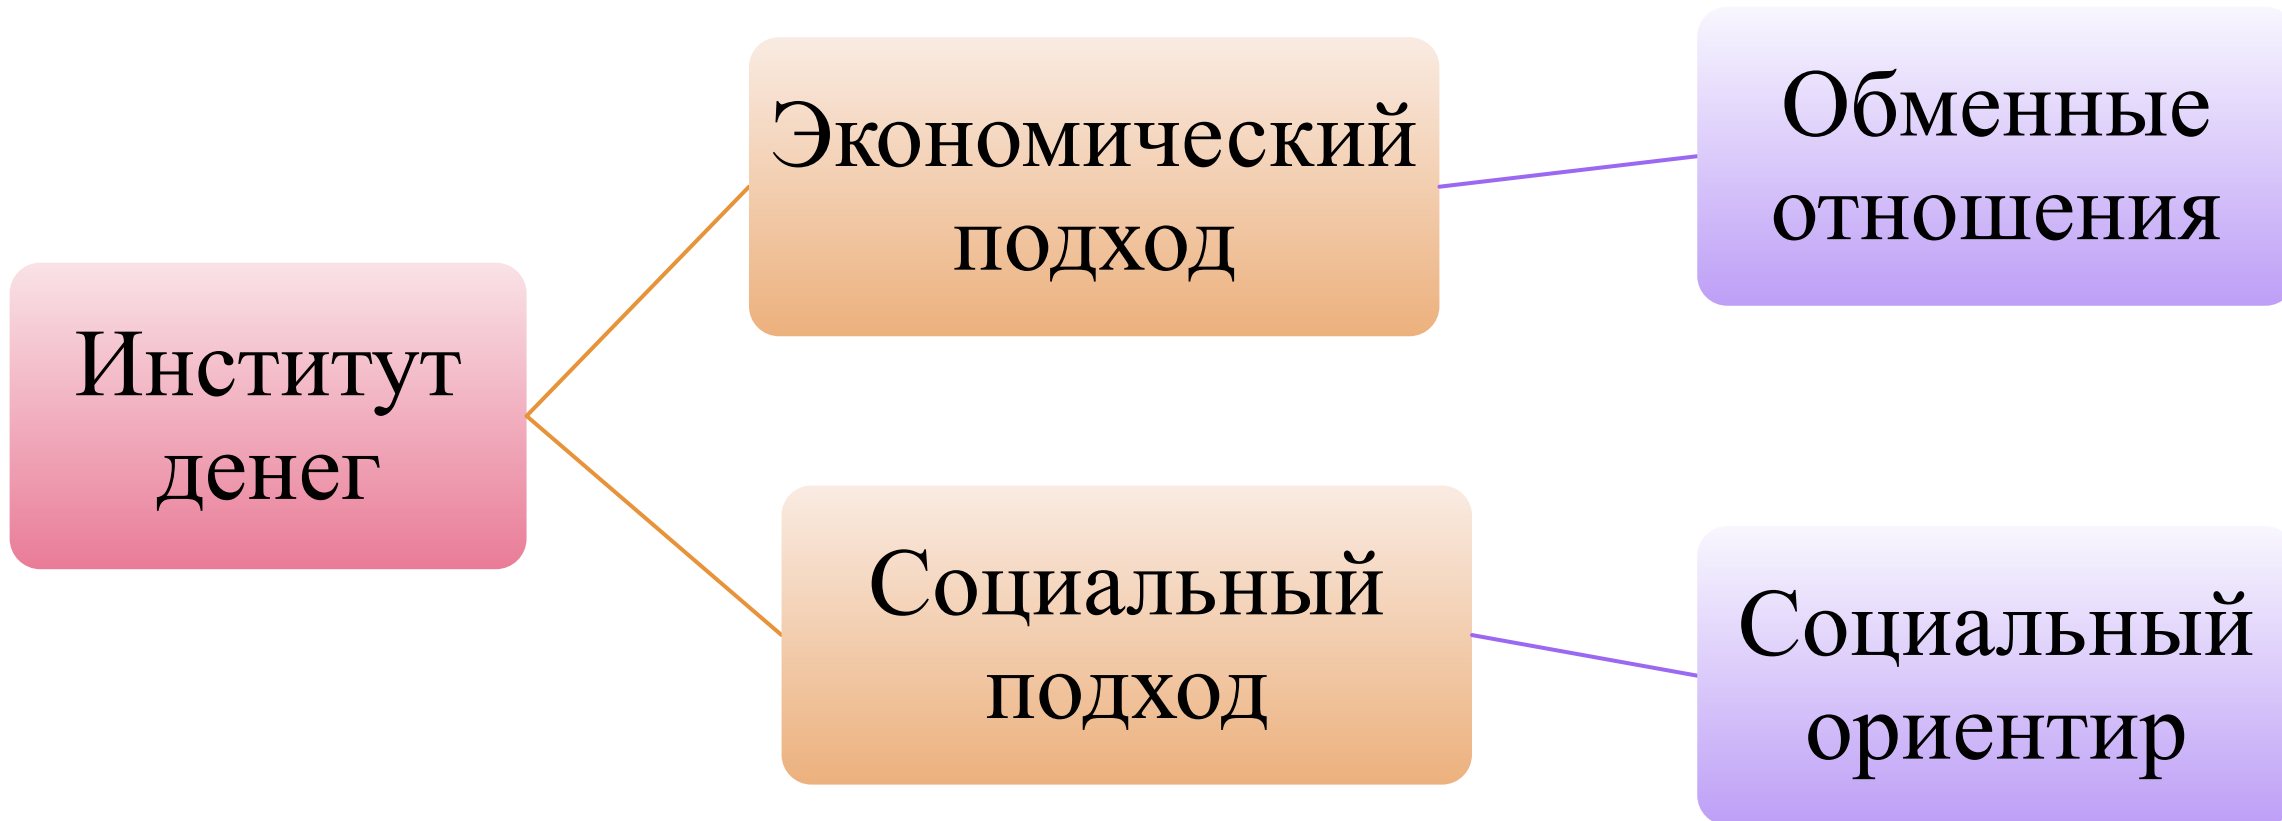 Институт
денег
Экономический
подход
Обменные
отношения
Социальный
подход
Социальный
ориентир